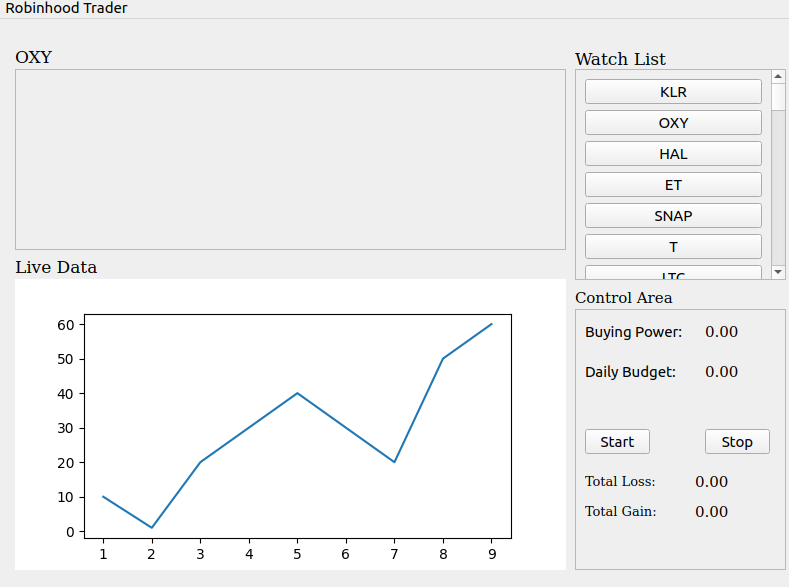 Robinhood Trader
OXY
Watch List
KLR
OXY
HAL
ET
SNAP
T
LTC
Live Data
60
50
40
30
20
10
0
1 2 3 4 5 6 7 8 9
Control Area
Buying Power: 0.00
Daily Budget: 0.00
Start Stop
Total Loss: 0.00
Total Gain: 0.00